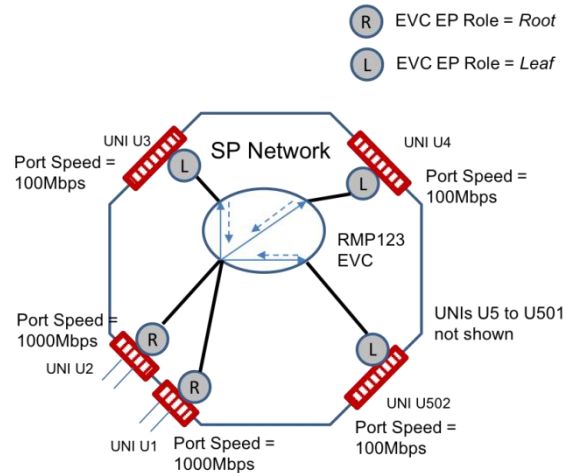 R EVC EP Role = Root
L EVC EP Role = Leaf
UNI U3
UNI U4
SP Network
Port Speed =
100Mbps
L
L
Port Speed =
100Mbps
RMP123
EVC
UNIs U5 to U501
not shown
Port Speed =
1000Mbps
R
L
UNI U2
R
UNI U502
UNI U1
Port Speed =
1000Mbps
Port Speed =
100Mbps